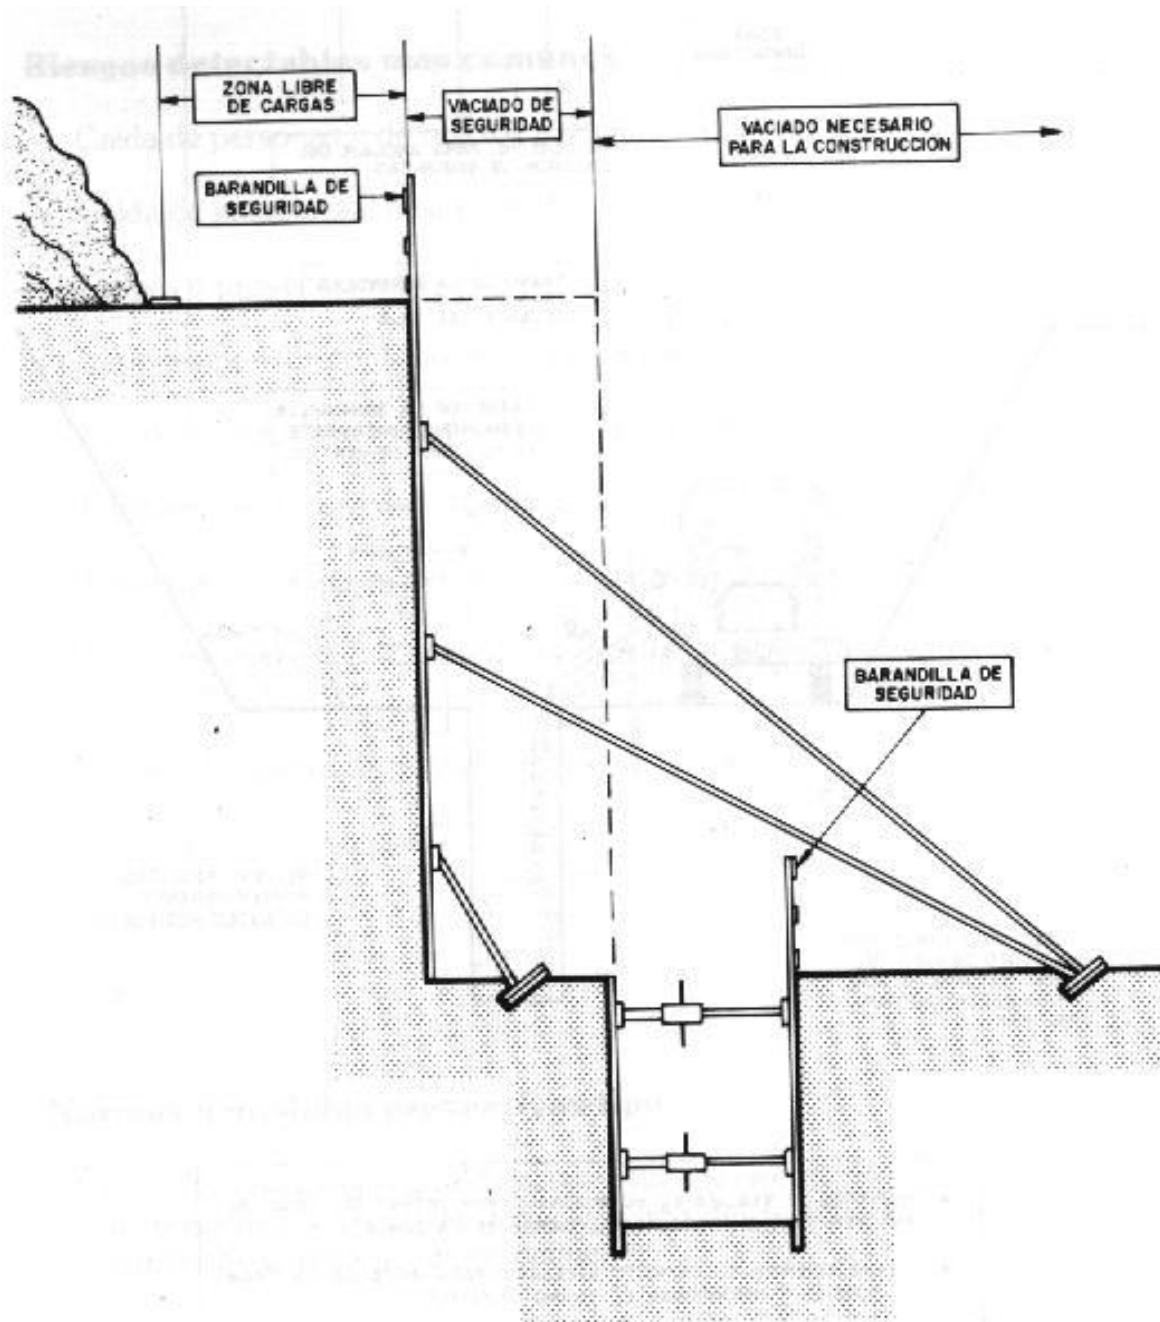 ZONA LIBRE
DE CARGAS
VACIADO DE
SEGURIDAD
VACIADO NECESARIO
PARA LA CONSTRUCCION
BARANDILLA DE
SEGURIDAD
BARANDILLA DE
SEGURIDAD